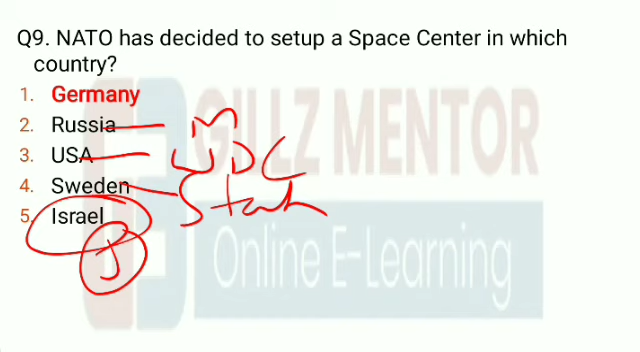 Q9. NATO has decided to setup a Space Center in which
country?
1. Germany
2. Russia
3. USA
4. Sweden
5. Israel
GILLZ MENTOR
Online E-Learning